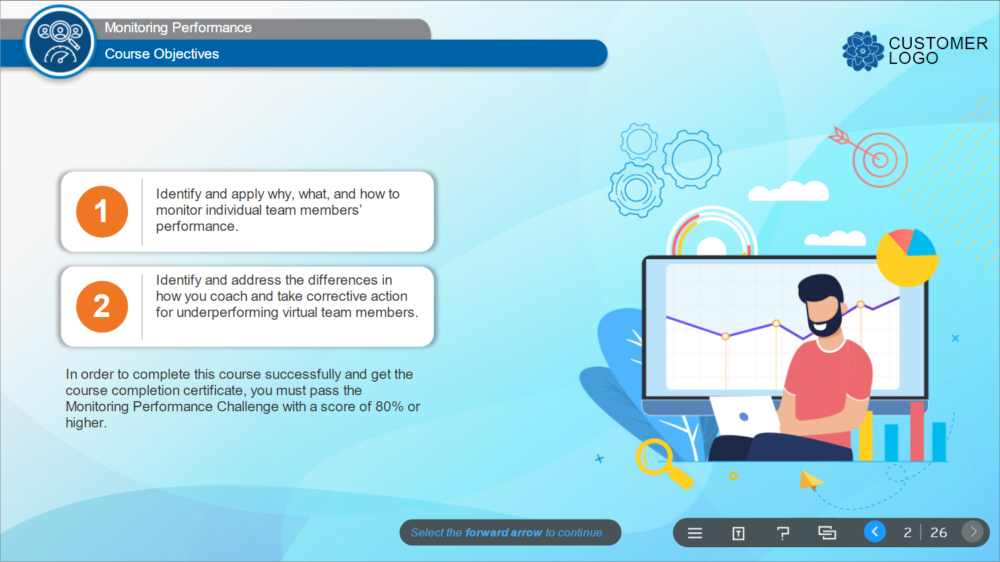 Monitoring Performance
Course Objectives
CUSTOMER
LOGO
1
Identify and apply why, what, and how to
monitor individual team members’
performance.
2
Identify and address the differences in
how you coach and take corrective action
for underperforming virtual team members.
In order to complete this course successfully and get the
course completion certificate, you must pass the
Monitoring Performance Challenge with a score of 80% or
higher.
Select the forward arrow to continue.
T
?
2 | 26